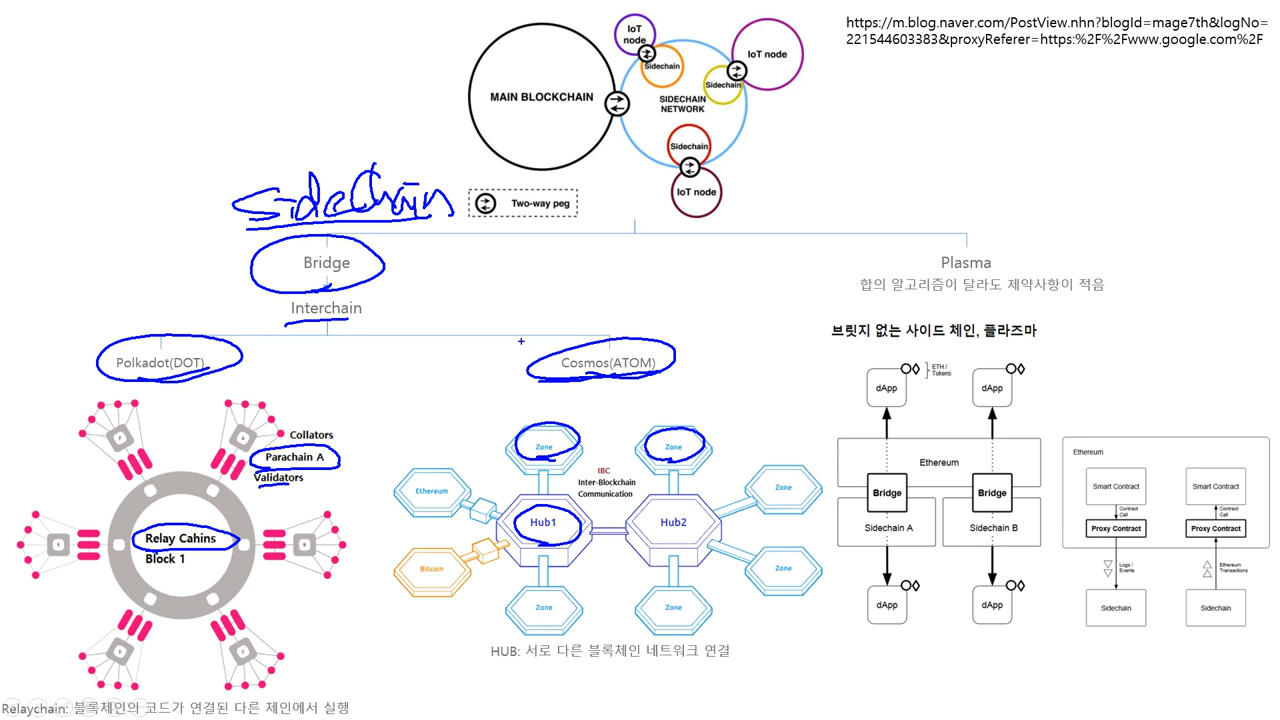 https://m.blog.naver.com/PostView.nhn?blogId=mage7th&logNo=
221544603383&proxyReferer=https:%2F%2Fwww.google.com%2F
IoT
node
Sidechain
IoT node
Sidechain
MAIN BLOCKCHAIN
SIDECHAIN
NETWORK
Sidechain
IoT node
Two-way peg
SideChain
Bridge
Interchain
Plasma
합의 알고리즘이 달라도 제약사항이 적음
Polkadot(DOT)
Cosmos(ATOM)
브릿지 없는 사이드 체인, 플라즈마
Collators
Parachain A
Validators
Relay Cahins
Block 1
Zone
Zone
IBC
Inter-Blockchain
Communication
Ethereum
Zone
Hub1
Hub2
Bitcoin
Zone
Zone
Zone
HUB: 서로 다른 블록체인 네트워크 연결
dApp
ETH /
Tokens
dApp
Ethereum
Bridge
Bridge
Sidechain A
Sidechain B
dApp
dApp
Ethereum
Smart Contract
Smart Contract
Contract
Call
Contract
Call
Proxy Contract
Proxy Contract
Logs /
Events
Ethereum
Transactions
Sidechain
Sidechain
Relaychain: 블록체인의 코드가 연결된 다른 체인에서 실행